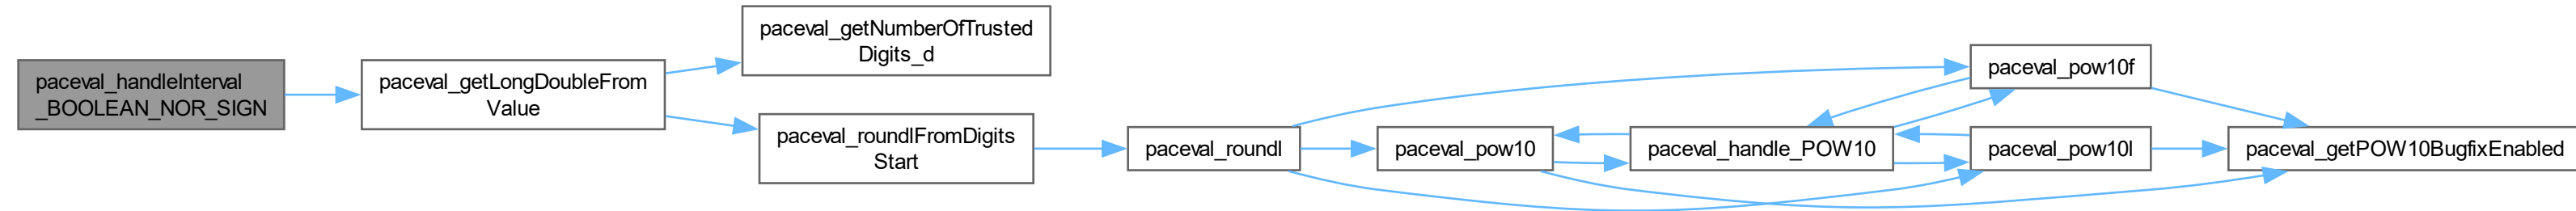 paceval_handleInterval
_BOOLEAN_NOR_SIGN
paceval_getLongDoubleFrom
Value
paceval_getNumberOfTrusted
Digits_d
paceval_roundlFromDigits
Start
paceval_roundl
paceval_pow10
paceval_handle_POW10
paceval_pow10f
paceval_pow10l
paceval_getPOW10BugfixEnabled